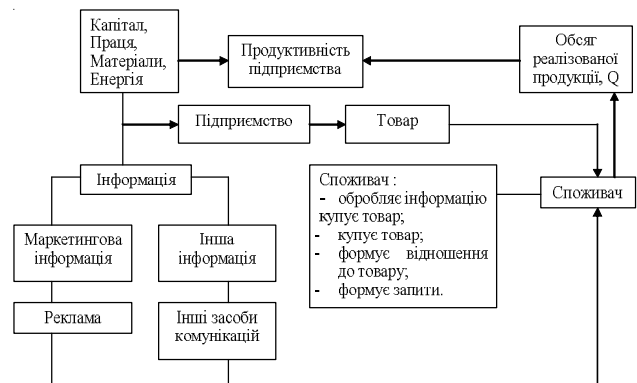 Капітал,
Праця,
Матеріали,
Енергія
Продуктивність
підприємства
Обсяг
реалізованої
продукції, Q
Підприємство
Товар
Інформація
Споживач :
- обробляє інформацію
купує товар;
- купує товар;
- формує відношення
до товару;
- формує запити.
Споживач
Маркетингова
інформація
Інша
інформація
Реклама
Інші засоби
комунікацій